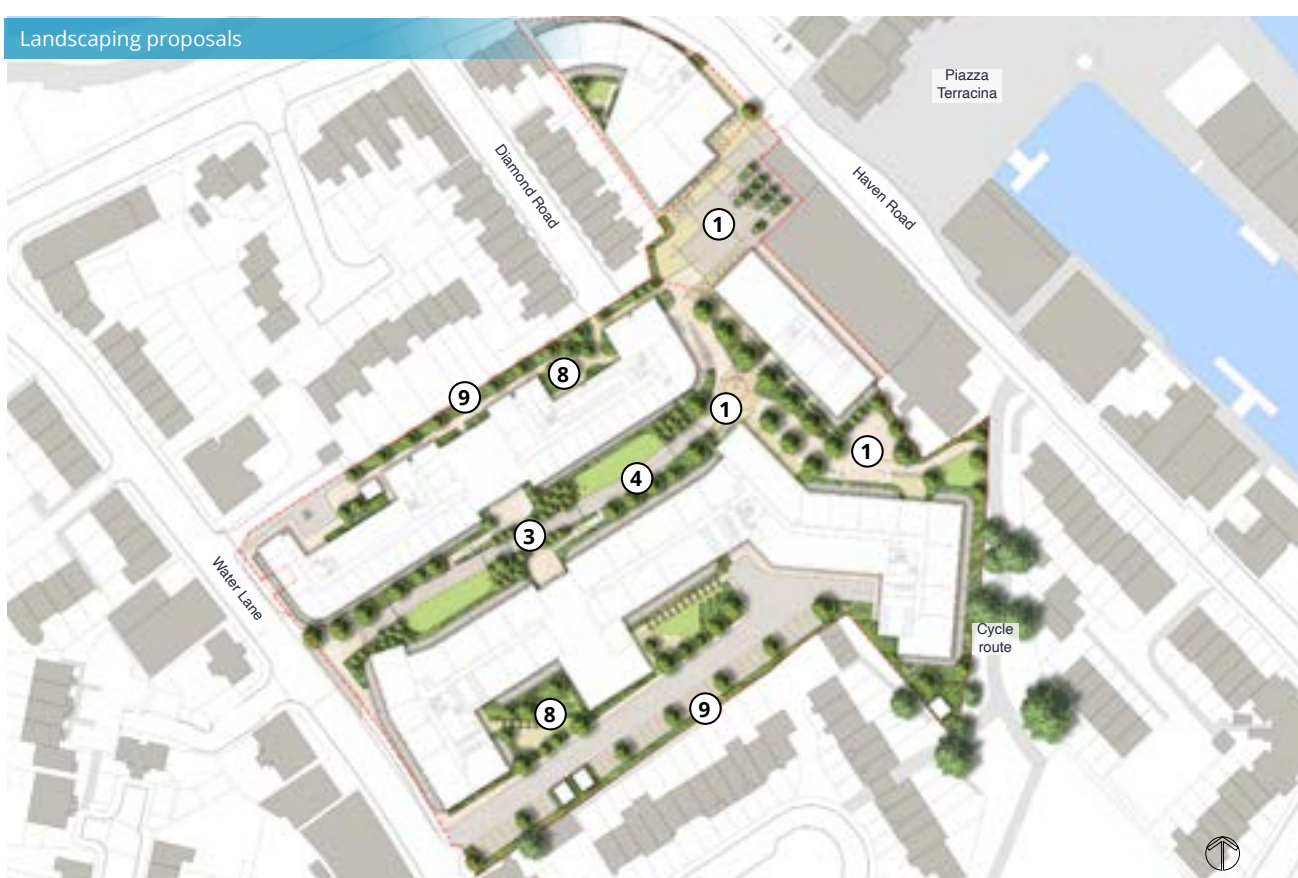 Landscaping proposals
Piazza
Terracina
Diamond Road
Haven Road
1
8
9
1
1
4
3
Water Lane
Cycle
route
8
9